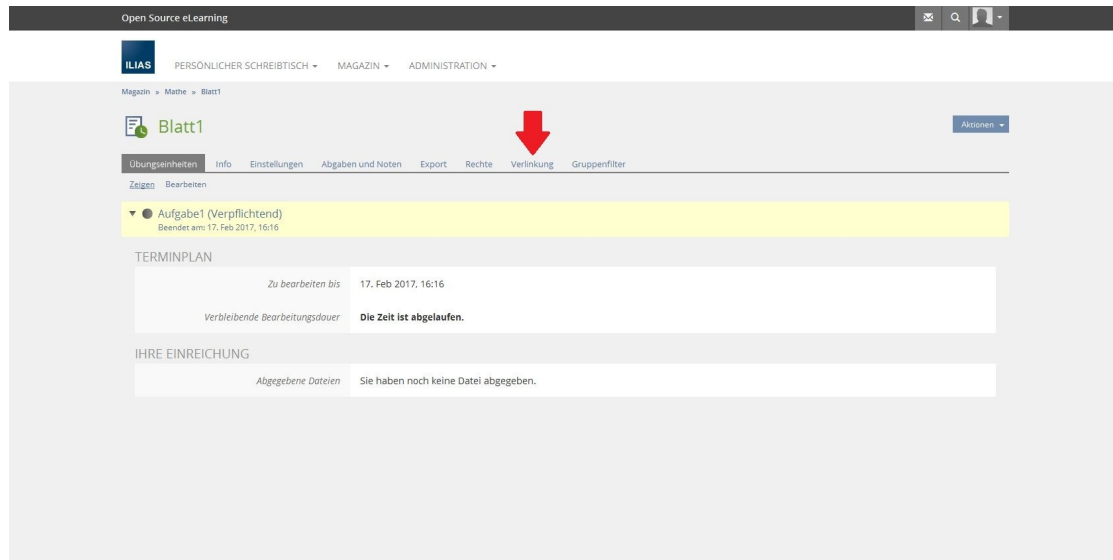 Open Source eLearning
ILIAS PERSÖNLICHER SCHREIBTISCH MAGAZIN ADMINISTRATION
Magazin » Mathe » Blatt1
Blatt1
Aktionen
Übungseinheiten Info Einstellungen Abgaben und Noten Export Rechte Verlinkung Gruppenfilter
Zeigen Bearbeiten
Aufgabe1 (Verpflichtend)
Beendet am: 17. Feb 2017, 16:16
TERMINPLAN
Zu bearbeiten bis 17. Feb 2017, 16:16
Verbleibende Bearbeitungsdauer Die Zeit ist abgelaufen.
IHRE EINREICHUNG
Abgegebene Dateien Sie haben noch keine Datei abgegeben.